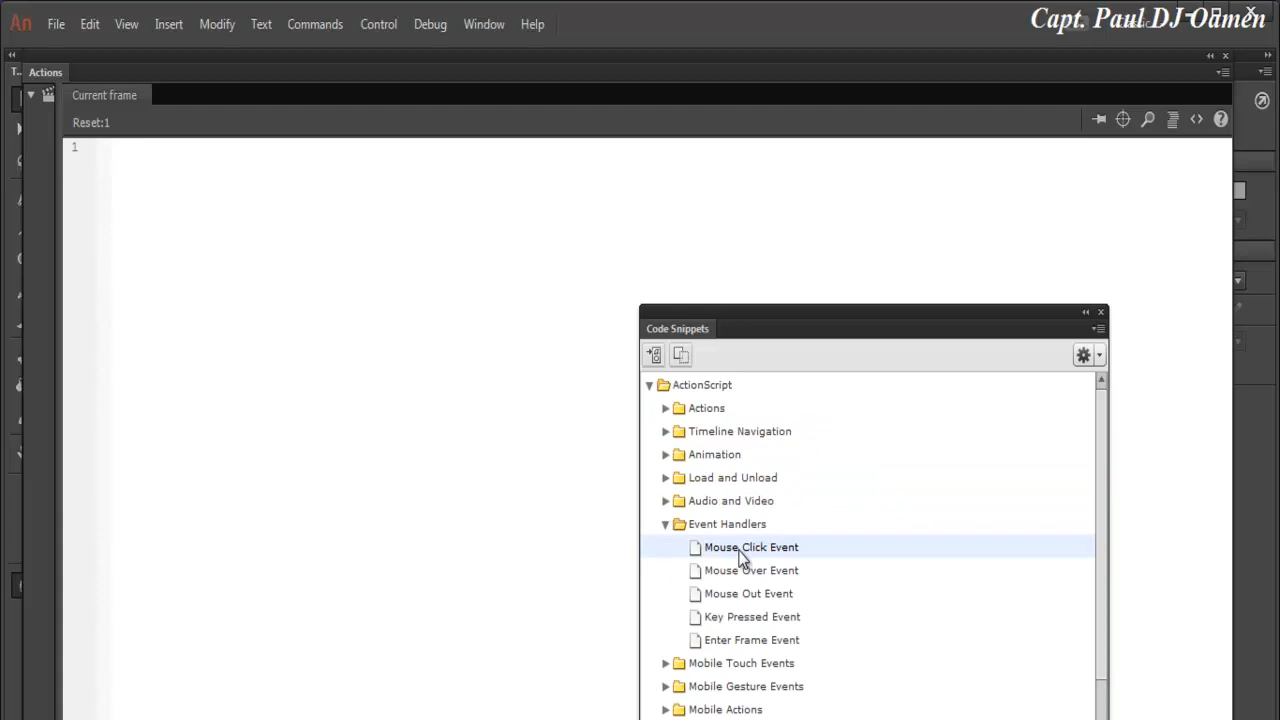 Capt. Paul DJ-Oamen
An File Edit View Insert Modify Text Commands Control Debug Window Help
T... Actions
Current frame
Reset:1
1
Code Snippets
ActionScript
Actions
Timeline Navigation
Animation
Load and Unload
Audio and Video
Event Handlers
Mouse Click Event
Mouse Over Event
Mouse Out Event
Key Pressed Event
Enter Frame Event
Mobile Touch Events
Mobile Gesture Events
Mobile Actions